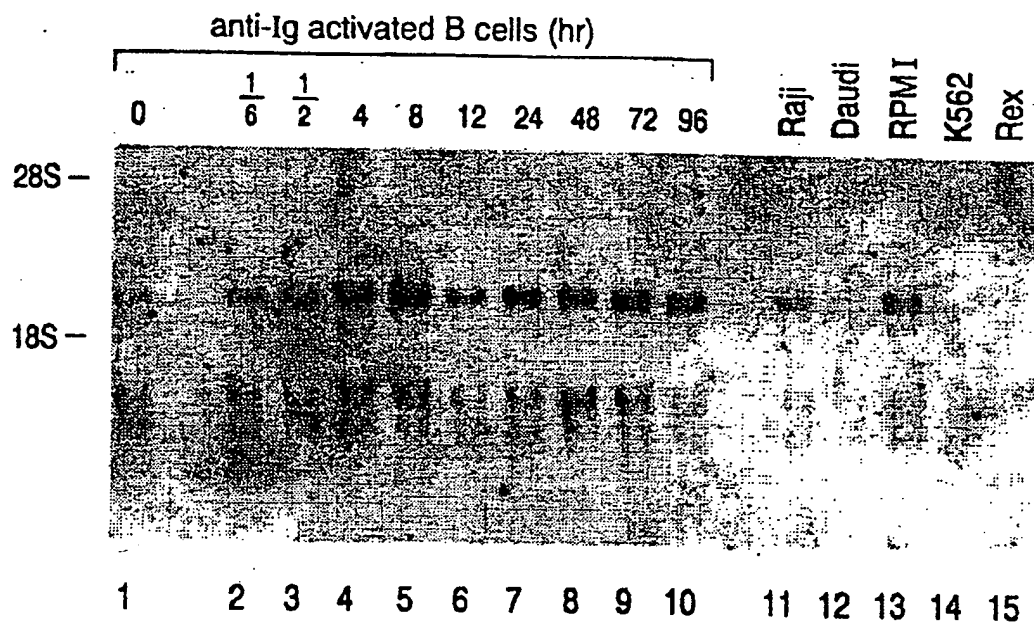 anti-Ig activated B cells (hr)
0 1/6 1/2 4 8 12 24 48 72 96 Raji Daudi RPMI K562 Rex
28S
18S
1 2 3 4 5 6 7 8 9 10 11 12 13 14 15